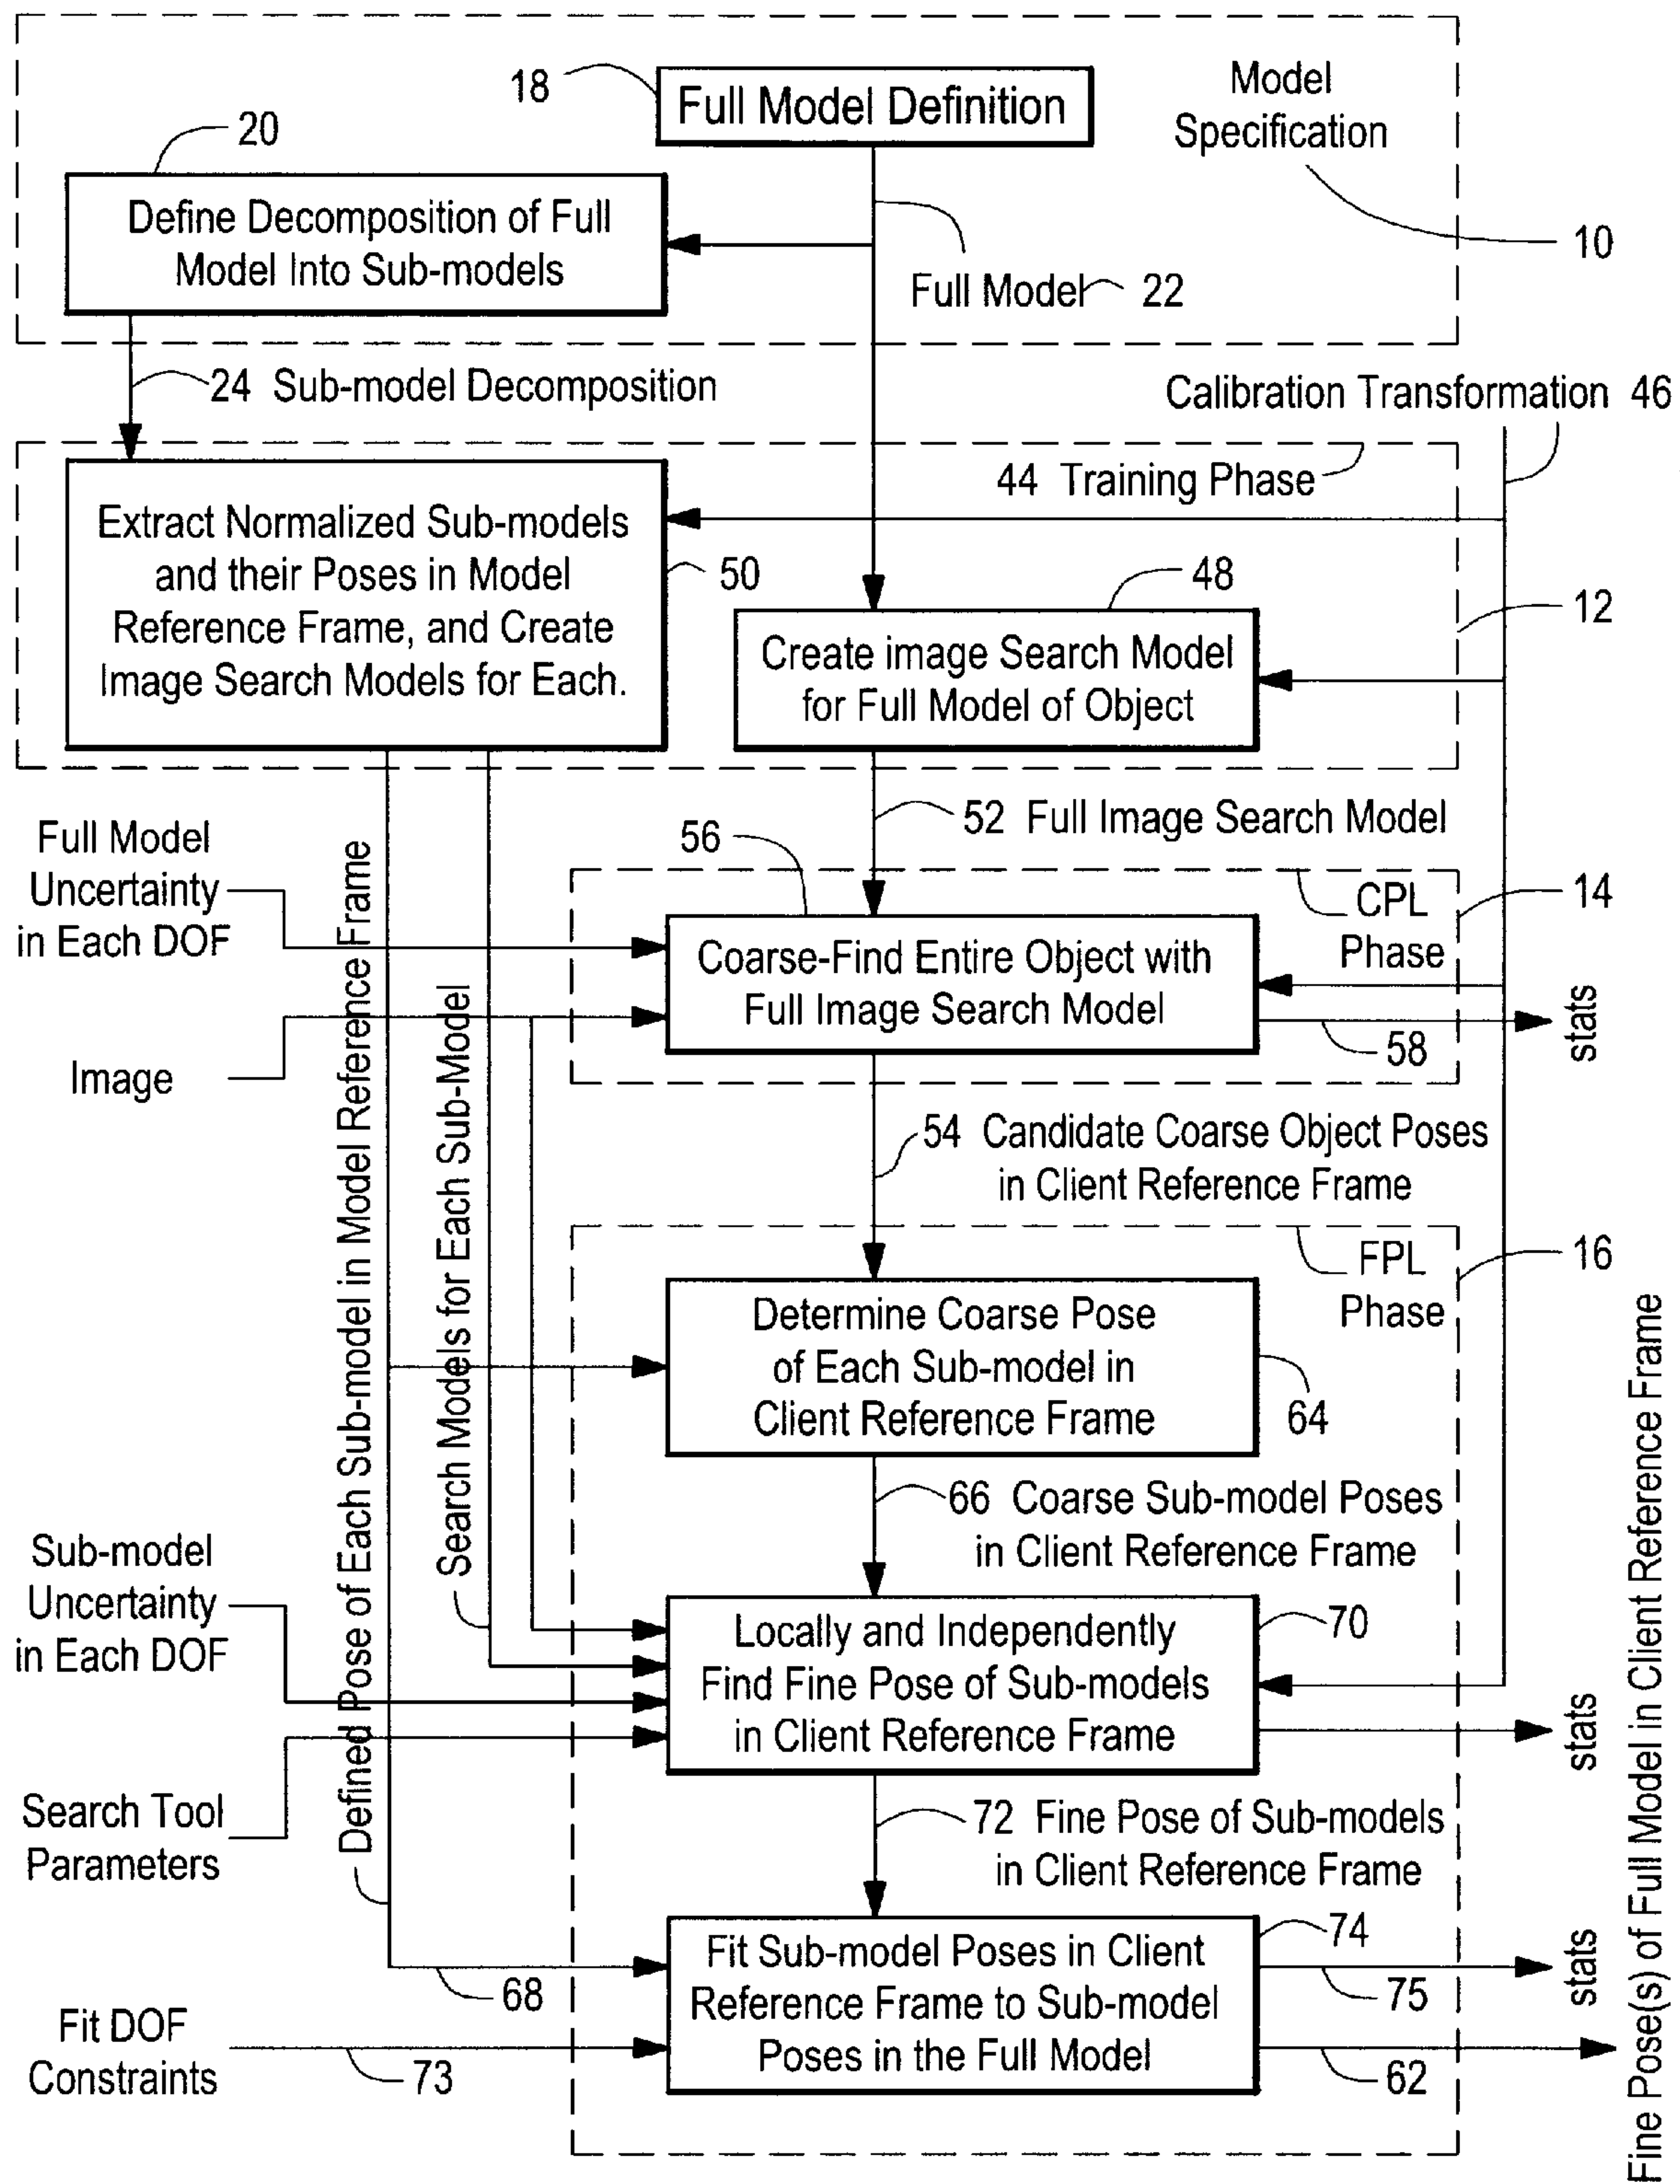 18
Full Model Definition
Model
Specification
20
Define Decomposition of Full
Model Into Sub-models
10
Full Model 22
24 Sub-model Decomposition
Calibration Transformation 46
44 Training Phase
Extract Normalized Sub-models
and their Poses in Model
Reference Frame, and Create
Image Search Models for Each.
50
48
12
Create image Search Model
for Full Model of Object
52 Full Image Search Model
Full Model
Uncertainty
in Each DOF
56
CPL
Phase
14
Coarse-Find Entire Object with
Full Image Search Model
58
stats
Image
54 Candidate Coarse Object Poses
in Client Reference Frame
Defined Pose of Each Sub-model in Model Reference Frame
Search Models for Each Sub-Model
FPL
Phase
16
Determine Coarse Pose
of Each Sub-model in
Client Reference Frame
64
66 Coarse Sub-model Poses
in Client Reference Frame
Sub-model
Uncertainty
in Each DOF
Locally and Independently
Find Fine Pose of Sub-models
in Client Reference Frame
70
stats
Search Tool
Parameters
72 Fine Pose of Sub-models
in Client Reference Frame
Fit Sub-model Poses in Client
Reference Frame to Sub-model
Poses in the Full Model
74
68
75
stats
Fit DOF
Constraints
73
62
Fine Pose(s) of Full Model in Client Reference Frame